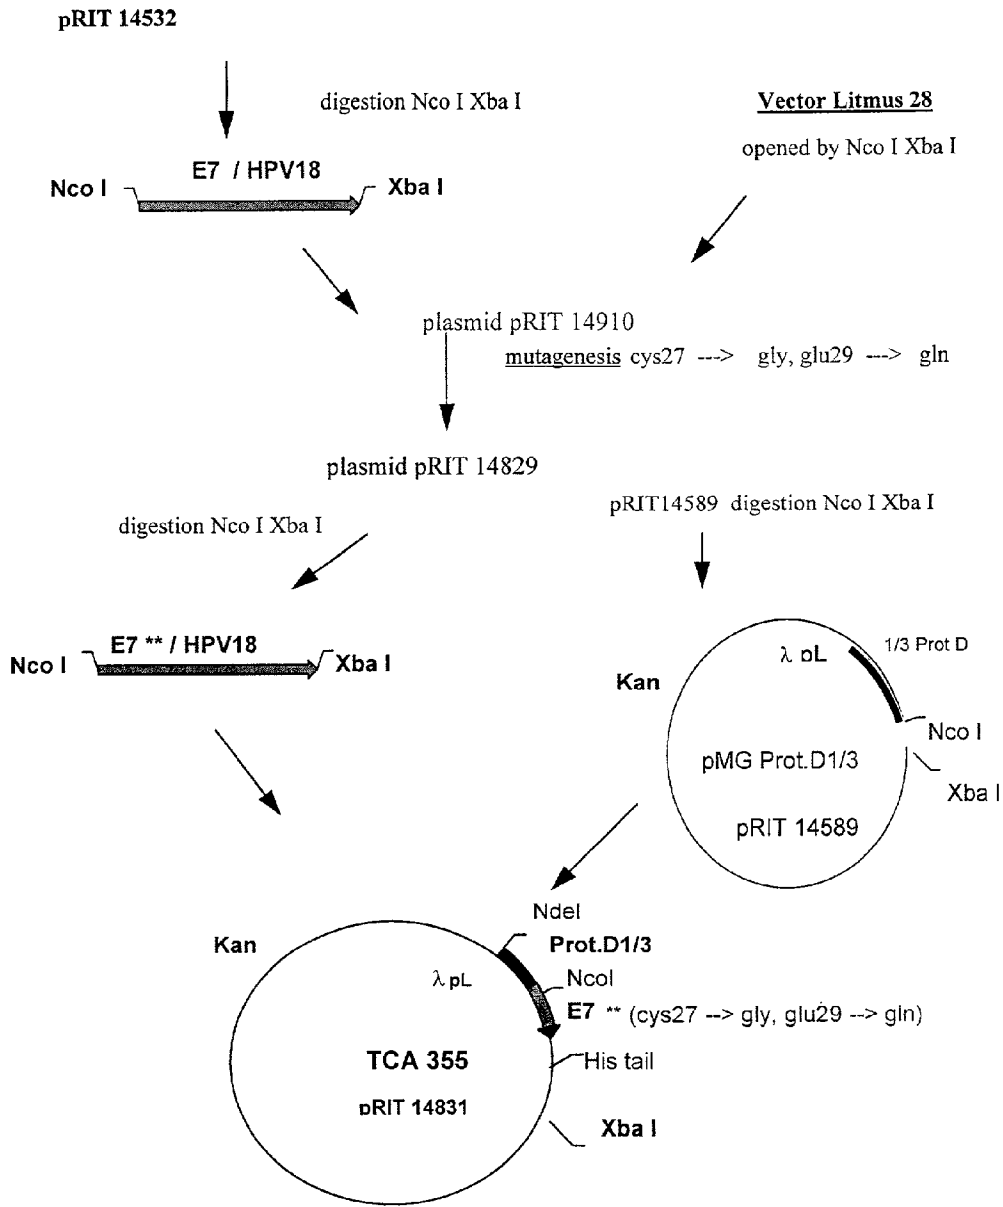 pRIT 14532
digestion Nco I Xba I
Vector Litmus 28
opened by Nco I Xba I
E7 / HPV18
Nco I
Xba I
plasmid pRIT 14910
mutagenesis cys27 ---> gly, glu29 ---> gln
plasmid pRIT 14829
digestion Nco I Xba I
pRIT14589 digestion Nco I Xba I
E7 ** / HPV18
Nco I
Xba I
λ pL
1/3 Prot D
Kan
Nco I
pMG Prot.D1/3
Xba I
pRIT 14589
NdeI
Kan
Prot.D1/3
λ pL
NcoI
E7 ** (cys27 --> gly, glu29 --> gln)
TCA 355
His tail
pRIT 14831
Xba I